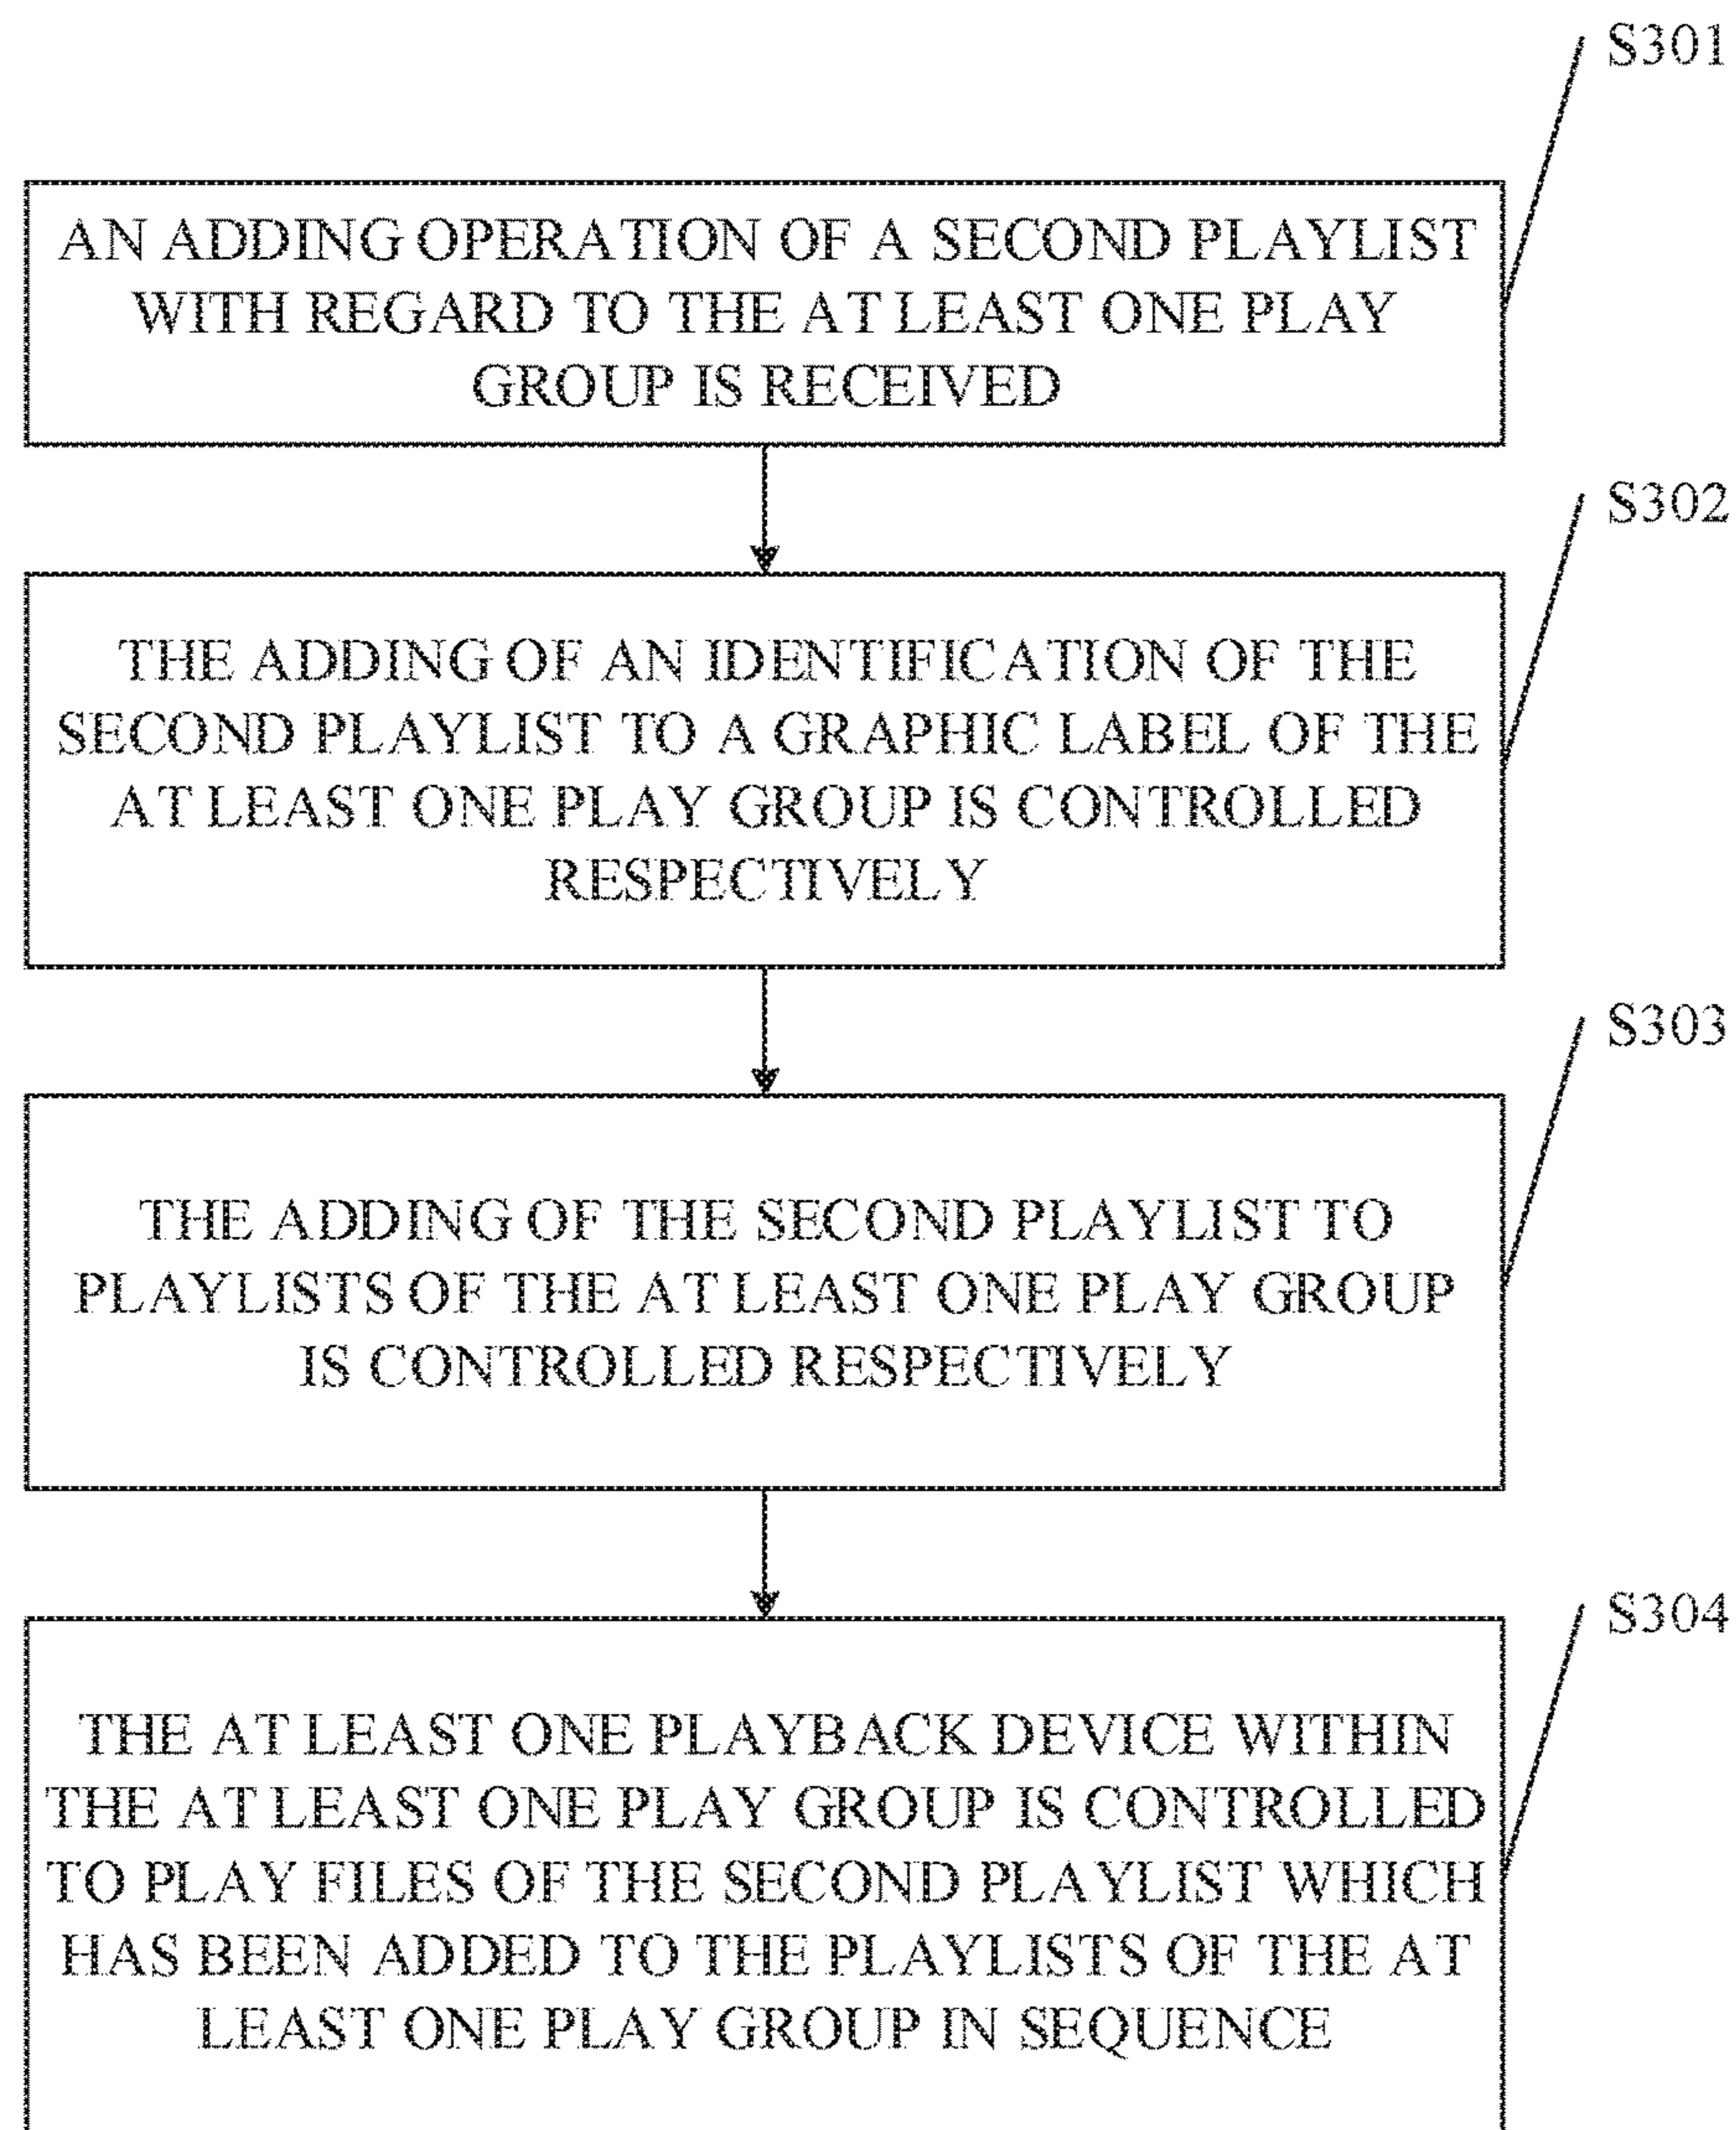 S301
AN ADDING OPERATION OF A SECOND PLAYLIST
WITH REGARD TO THE AT LEAST ONE PLAY
GROUP IS RECEIVED
S302
THE ADDING OF AN IDENTIFICATION OF THE
SECOND PLAYLIST TO A GRAPHIC LABEL OF THE
AT LEAST ONE PLAY GROUP IS CONTROLLED
RESPECTIVELY
S303
THE ADDING OF THE SECOND PLAYLIST TO
PLAYLISTS OF THE AT LEAST ONE PLAY GROUP
IS CONTROLLED RESPECTIVELY
S304
THE AT LEAST ONE PLAYBACK DEVICE WITHIN
THE AT LEAST ONE PLAY GROUP IS CONTROLLED
TO PLAY FILES OF THE SECOND PLAYLIST WHICH
HAS BEEN ADDED TO THE PLAYLISTS OF THE AT
LEAST ONE PLAY GROUP IN SEQUENCE